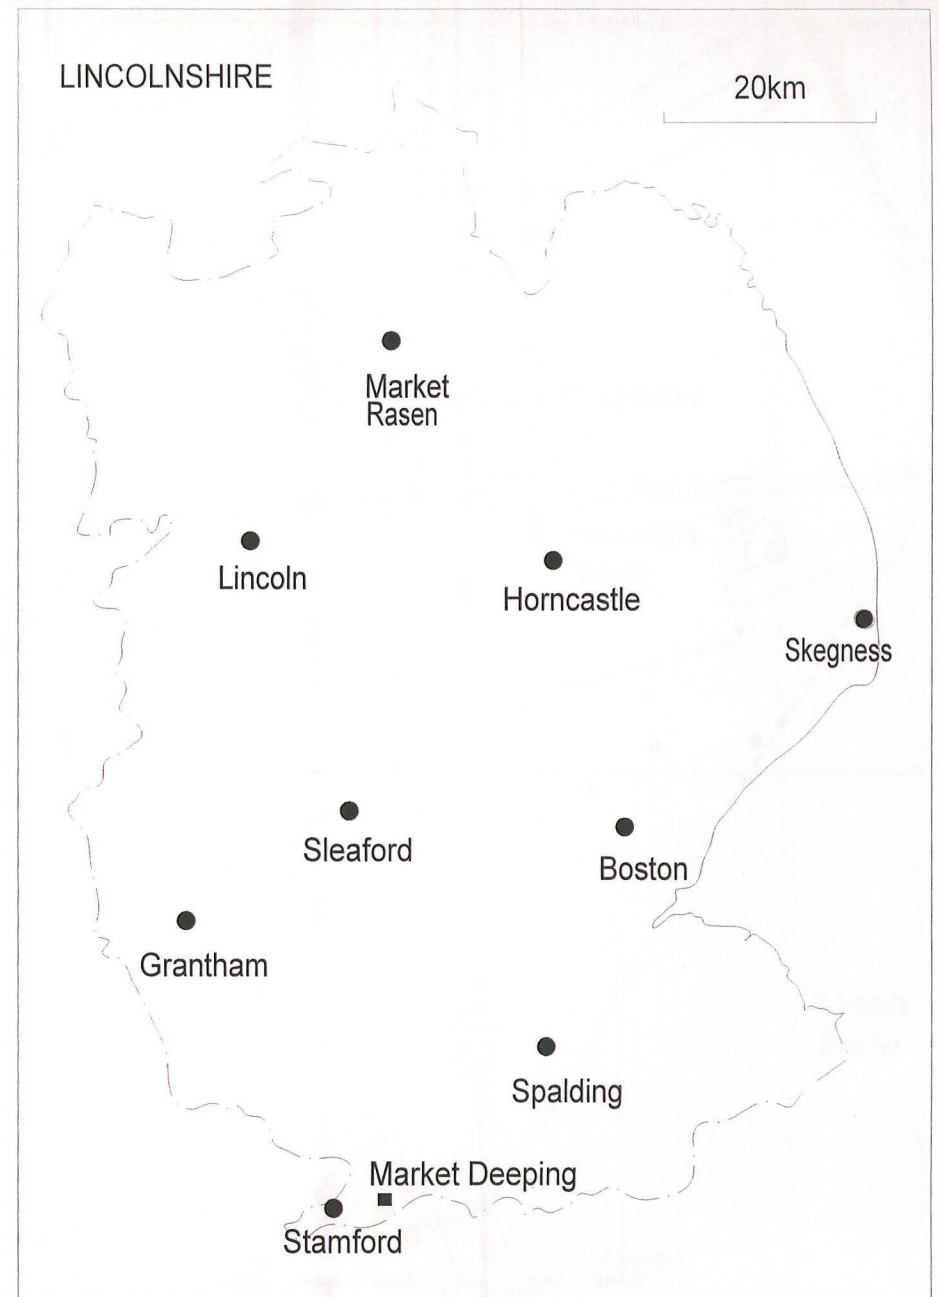 LINCOLNSHIRE
20km
Market
Rasen
Lincoln
Horncastle
Skegness
Sleaford
Boston
Grantham
Spalding
Market Deeping
Stamford